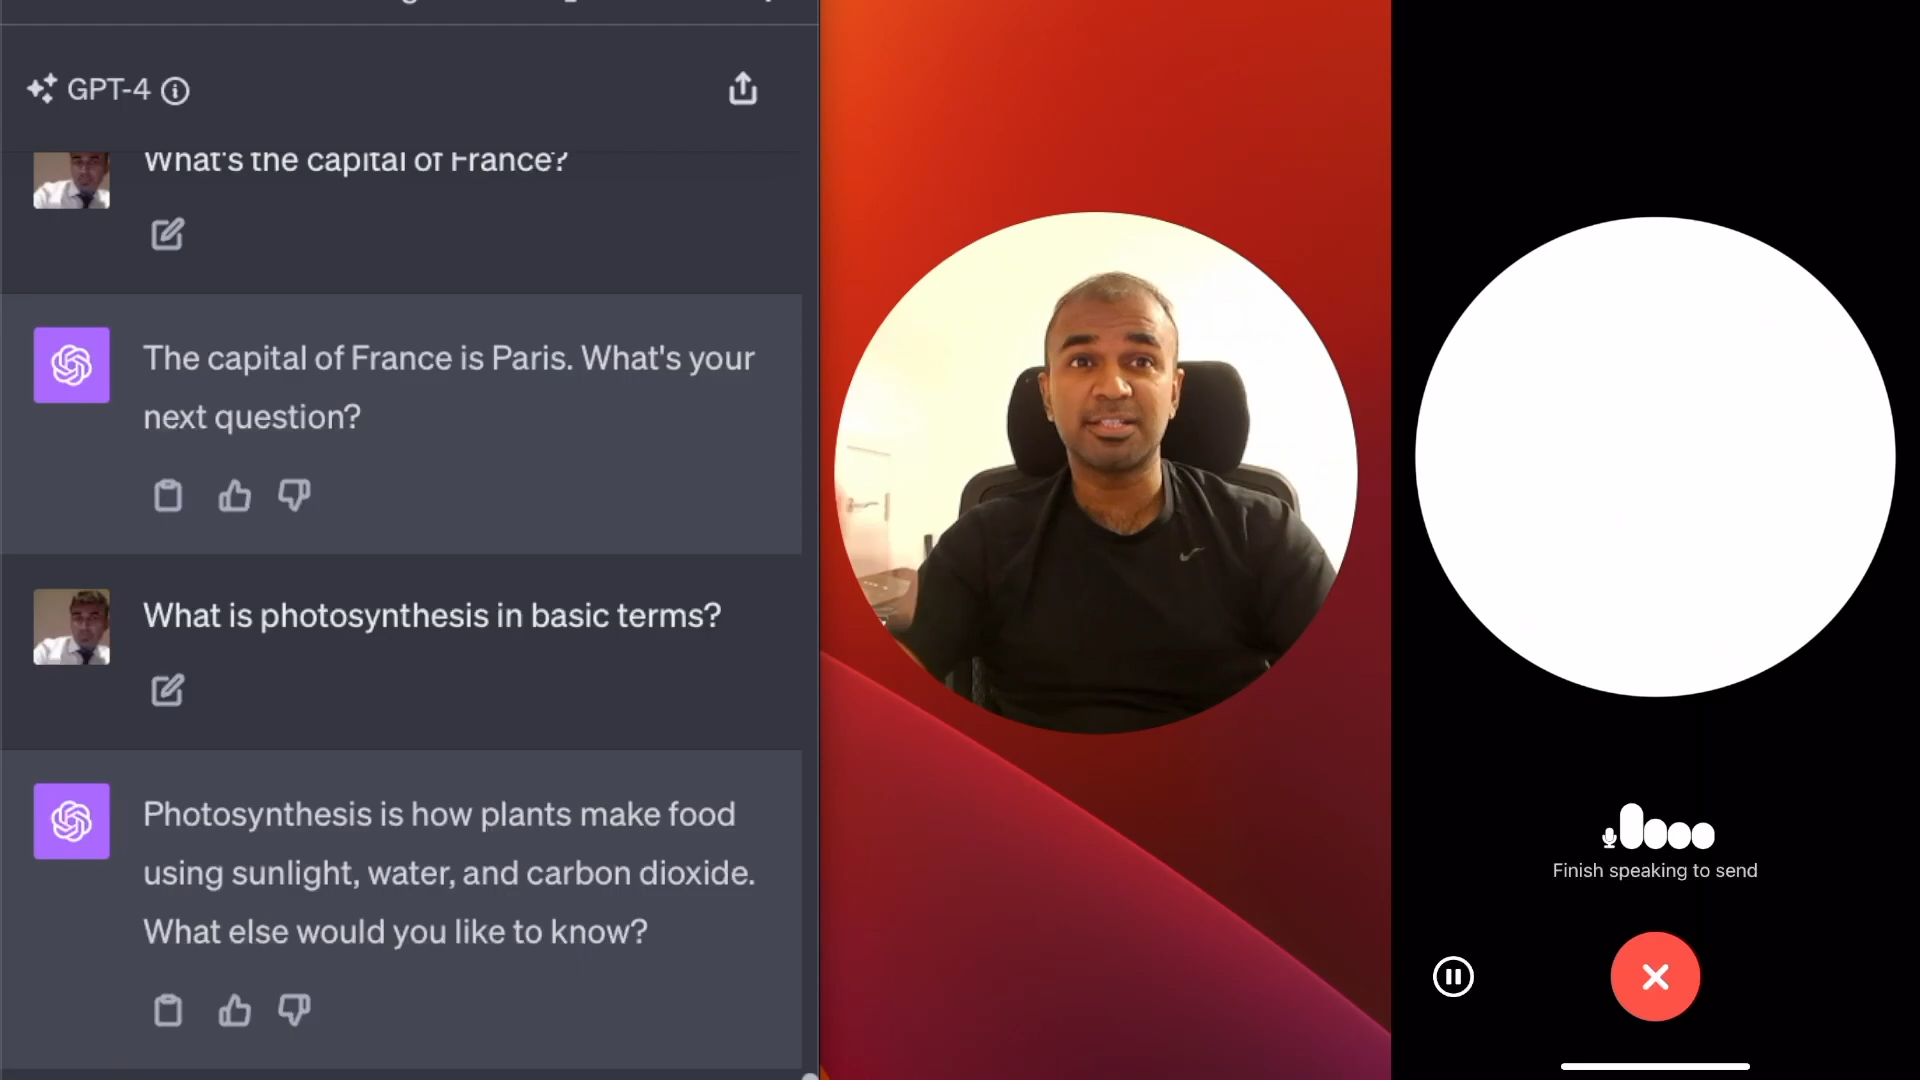 GPT-4
What's the capital of France?
The capital of France is Paris. What's your
next question?
What is photosynthesis in basic terms?
Photosynthesis is how plants make food
using sunlight, water, and carbon dioxide.
What else would you like to know?
Finish speaking to send